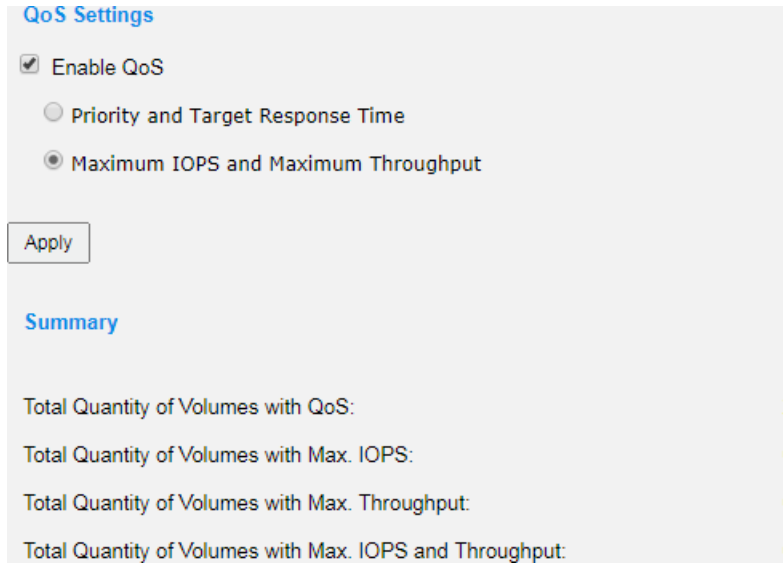 QoS Settings
Enable QoS
Priority and Target Response Time
Maximum IOPS and Maximum Throughput
Apply
Summary
Total Quantity of Volumes with QoS:
Total Quantity of Volumes with Max. IOPS:
Total Quantity of Volumes with Max. Throughput:
Total Quantity of Volumes with Max. IOPS and Throughput: